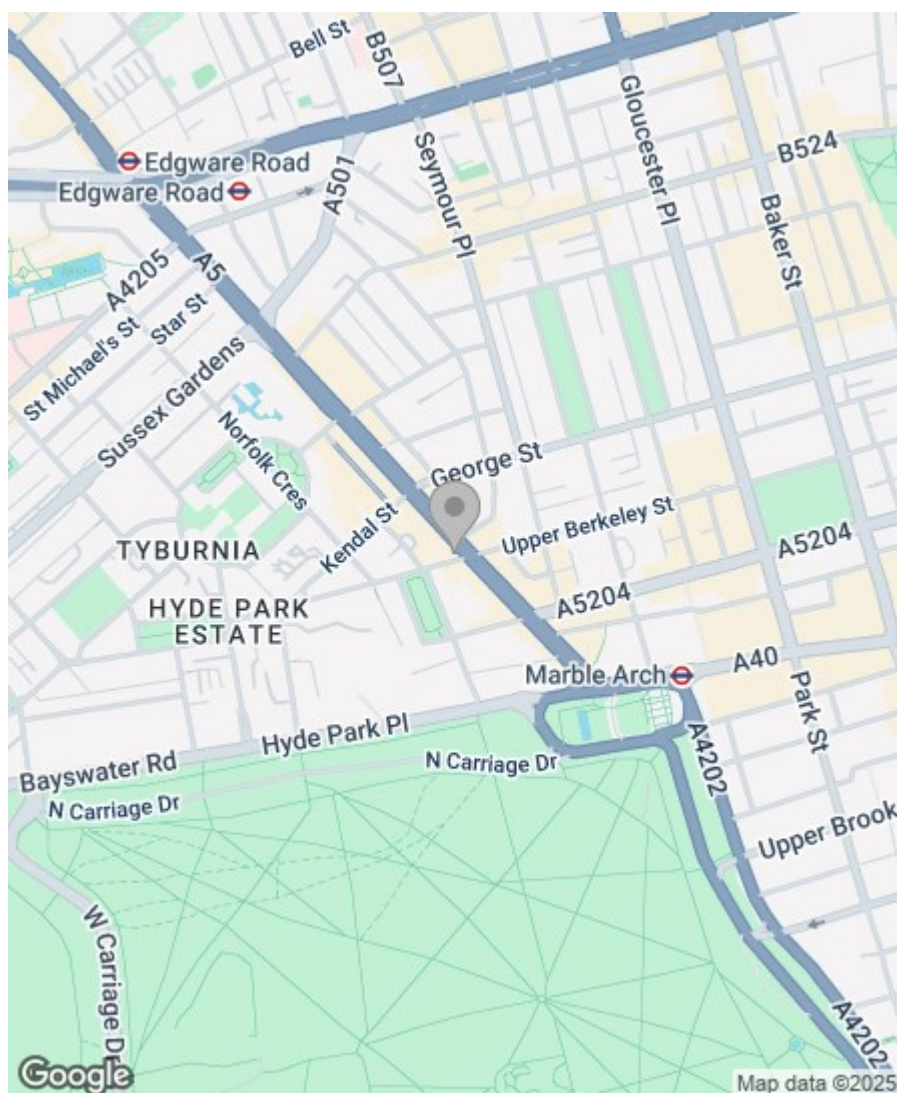 Bell St
B507
Gloucester Pl
B524
Edgware Road
Edgware Road
A501
Seymour Pl
Baker St
A4205
A5
Star St
St Michael's St
Sussex Gardens
Norfolk Cres
George St
Kendal St
Upper Berkeley St
A5204
TYBURNIA
A5204
HYDE PARK
ESTATE
Marble Arch
A40
Park St
Hyde Park Pl
A4202
Bayswater Rd
N Carriage Dr
N Carriage Dr
Upper Brook
W Carriage Dr
A4202
Google
Map data ©2025